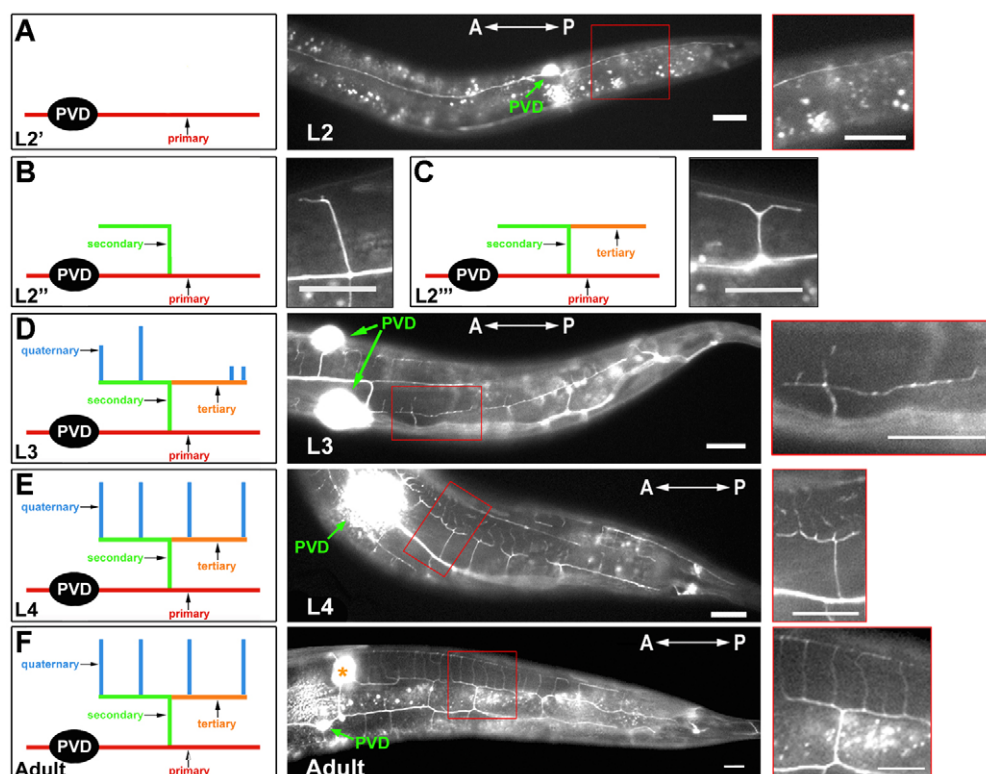 A
PVD
primary
L2'
A P
PVD
L2
B
secondary
PVD
primary
L2''
C
secondary
tertiary
PVD
primary
L2'''
D
quaternary
secondary
tertiary
PVD
primary
L3
PVD
A P
L3
E
quaternary
secondary
tertiary
PVD
primary
L4
A P
PVD
L4
F
quaternary
secondary
tertiary
PVD
primary
Adult
A P
*
PVD
Adult